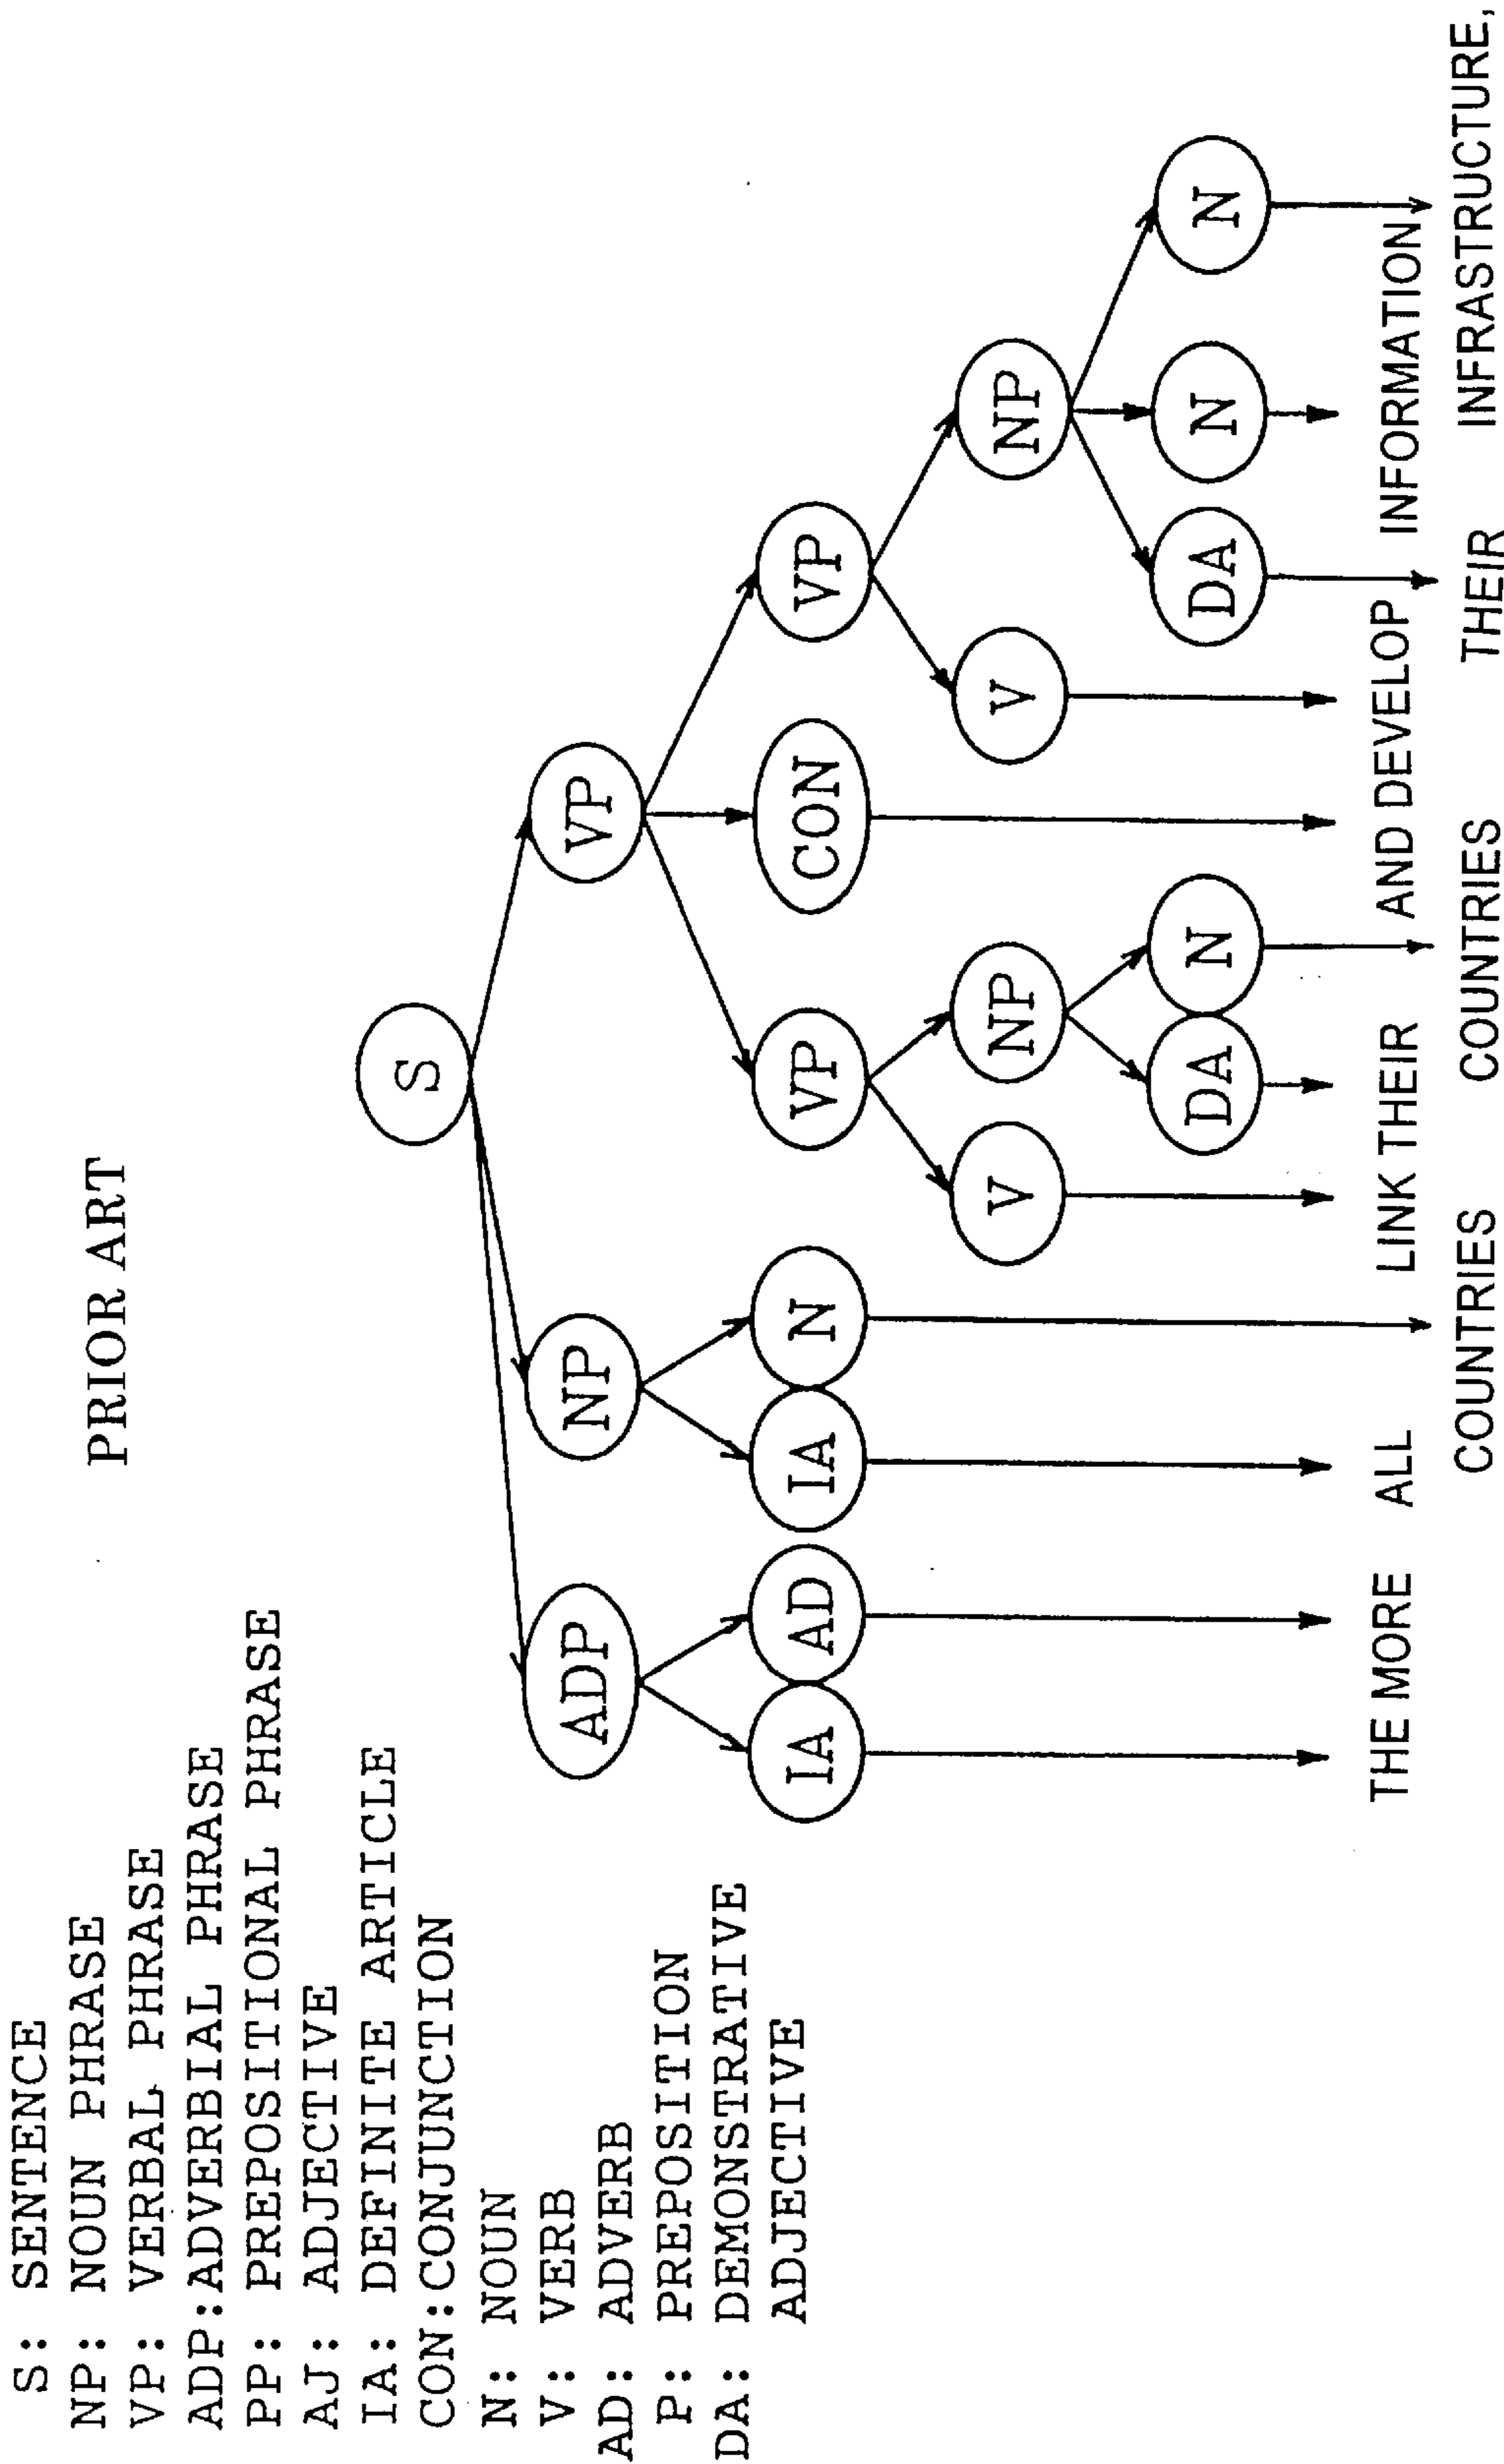 PRIOR ART
S: SENTENCE
NP: NOUN PHRASE
VP: VERBAL PHRASE
ADP:ADVERBIAL PHRASE
PP: PREPOSITIONAL PHRASE
AJ: ADJECTIVE
IA: DEFINITE ARTICLE
CON:CONJUNCTION
N: NOUN
V: VERB
AD: ADVERB
P: PREPOSITION
DA: DEMONSTRATIVE
ADJECTIVE
S
ADP NP VP
IA AD IA N VP CON VP
V NP V NP
DA N DA N N
THE MORE ALL LINK THEIR AND DEVELOP INFORMATION
COUNTRIES COUNTRIES THEIR INFRASTRUCTURE,